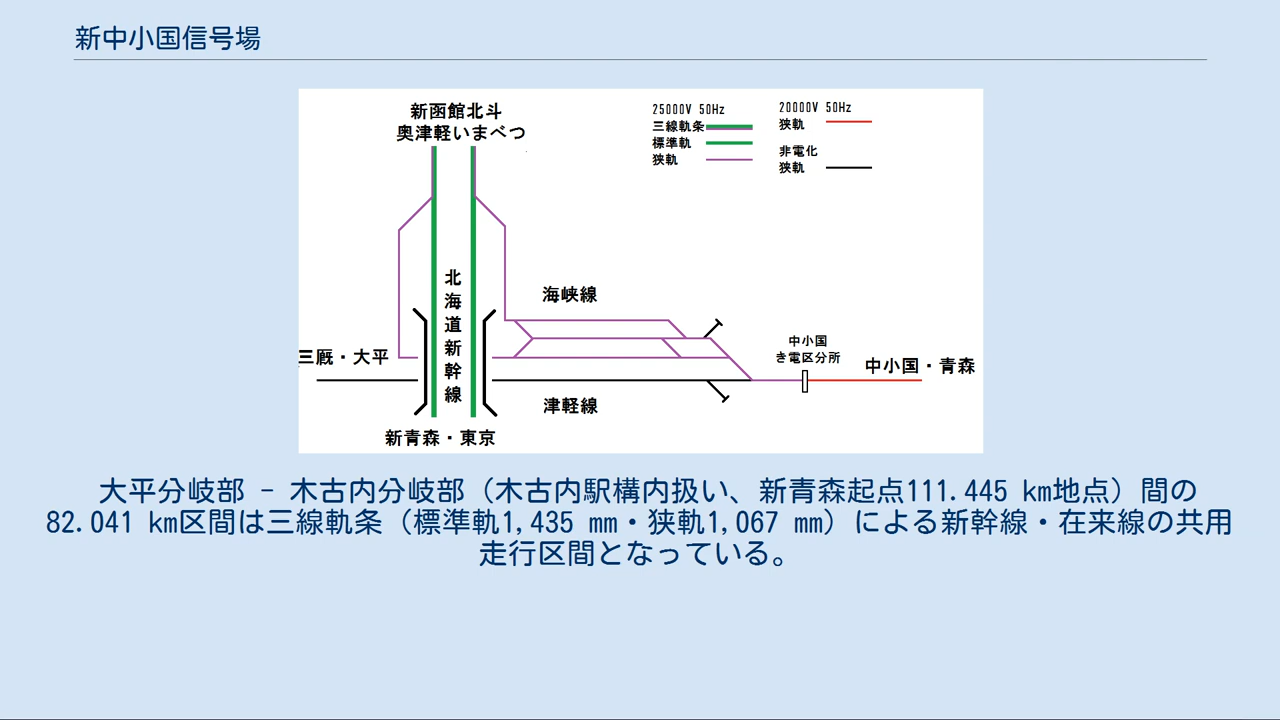 新中小国信号場
新函館北斗
奥津軽いまべつ
25000V 50Hz
三線軌条
標準軌
狭軌
20000V 50Hz
狭軌
非電化
狭軌
北海道新幹線
海峡線
三厩・大平
中小国
き電区分所
中小国・青森
津軽線
新青森・東京
大平分岐部 - 木古内分岐部（木古内駅構内扱い、新青森起点111.445 km地点）間の
82.041 km区間は三線軌条（標準軌1,435 mm・狭軌1,067 mm）による新幹線・在来線の共用
走行区間となっている。